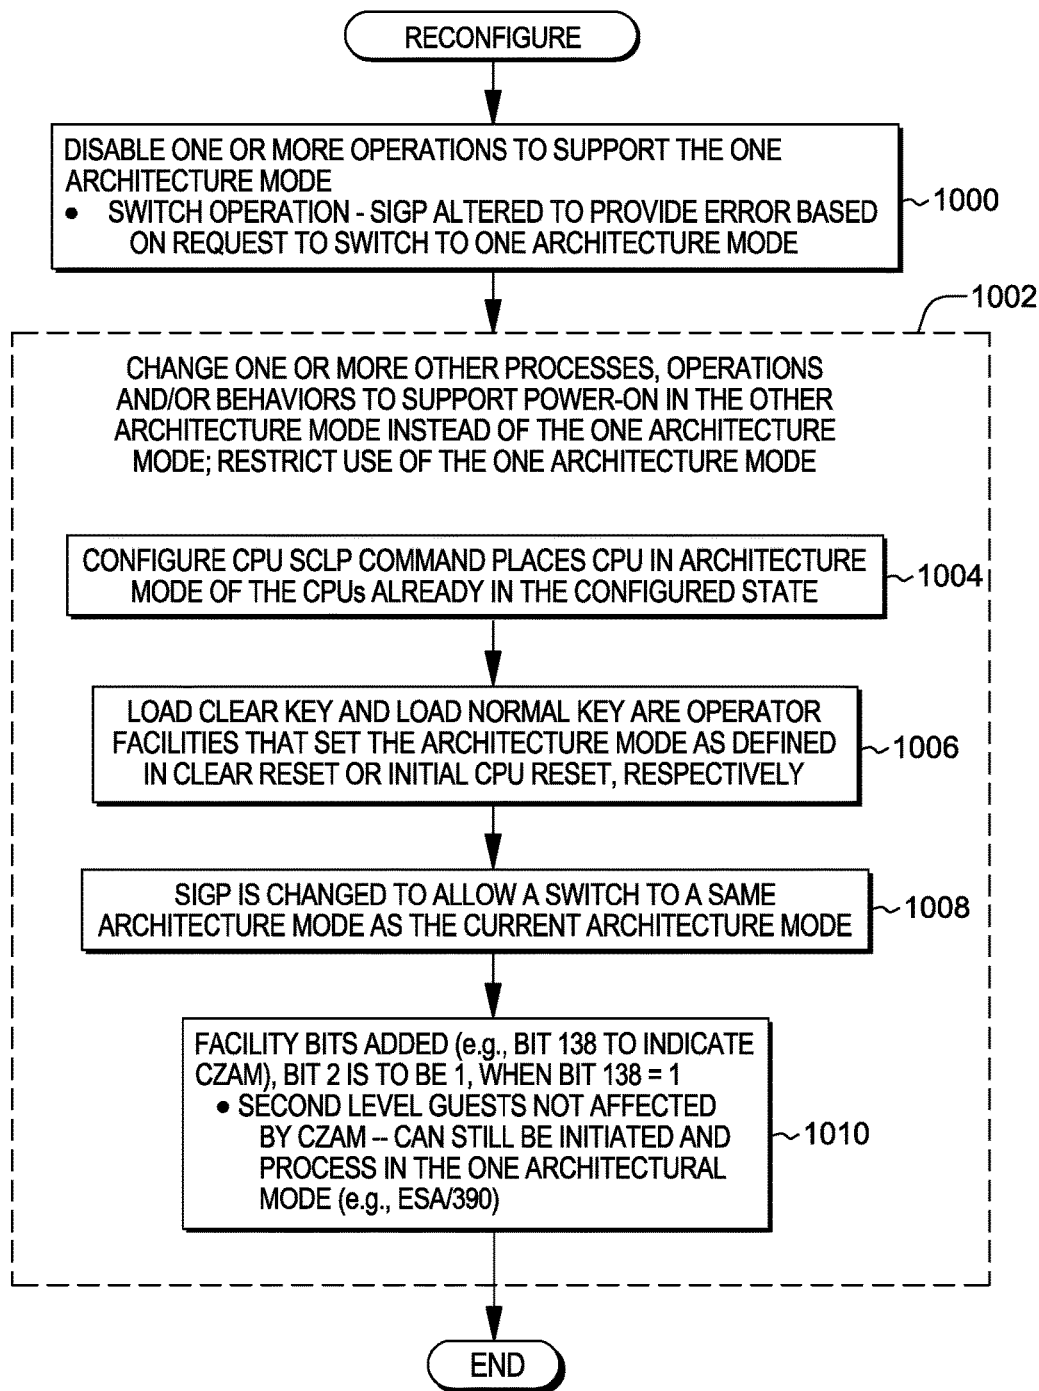 RECONFIGURE
DISABLE ONE OR MORE OPERATIONS TO SUPPORT THE ONE
ARCHITECTURE MODE
• SWITCH OPERATION - SIGP ALTERED TO PROVIDE ERROR BASED
ON REQUEST TO SWITCH TO ONE ARCHITECTURE MODE
1000
1002
CHANGE ONE OR MORE OTHER PROCESSES, OPERATIONS
AND/OR BEHAVIORS TO SUPPORT POWER-ON IN THE OTHER
ARCHITECTURE MODE INSTEAD OF THE ONE ARCHITECTURE
MODE; RESTRICT USE OF THE ONE ARCHITECTURE MODE
CONFIGURE CPU SCLP COMMAND PLACES CPU IN ARCHITECTURE
MODE OF THE CPUs ALREADY IN THE CONFIGURED STATE
1004
LOAD CLEAR KEY AND LOAD NORMAL KEY ARE OPERATOR
FACILITIES THAT SET THE ARCHITECTURE MODE AS DEFINED
IN CLEAR RESET OR INITIAL CPU RESET, RESPECTIVELY
1006
SIGP IS CHANGED TO ALLOW A SWITCH TO A SAME
ARCHITECTURE MODE AS THE CURRENT ARCHITECTURE MODE
1008
FACILITY BITS ADDED (e.g., BIT 138 TO INDICATE
CZAM), BIT 2 IS TO BE 1, WHEN BIT 138 = 1
• SECOND LEVEL GUESTS NOT AFFECTED
BY CZAM -- CAN STILL BE INITIATED AND
PROCESS IN THE ONE ARCHITECTURAL
MODE (e.g., ESA/390)
1010
END